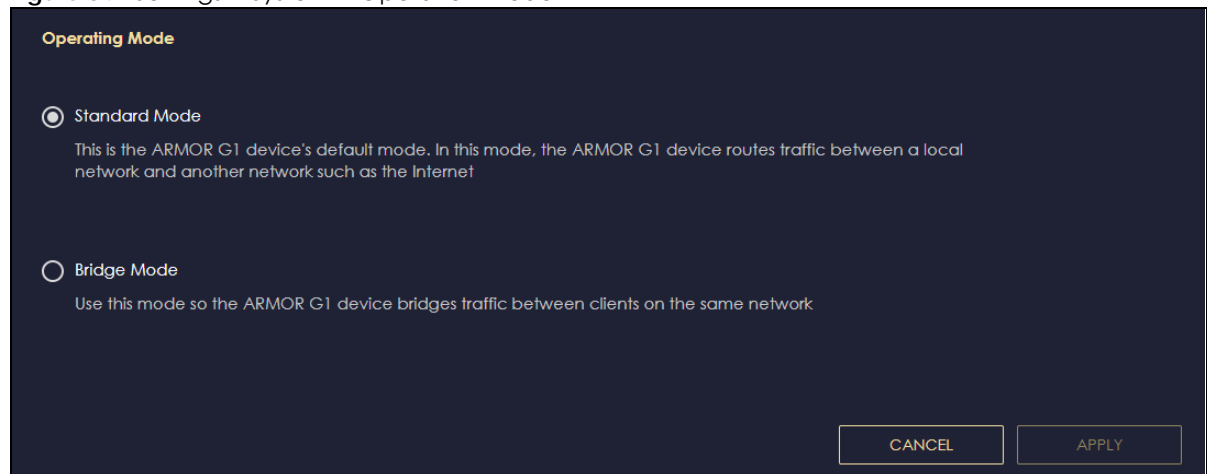 Operating Mode
Standard Mode
This is the ARMOR G1 device's default mode. In this mode, the ARMOR G1 device routes traffic between a local
network and another network such as the Internet
Bridge Mode
Use this mode so the ARMOR G1 device bridges traffic between clients on the same network
CANCEL
APPLY